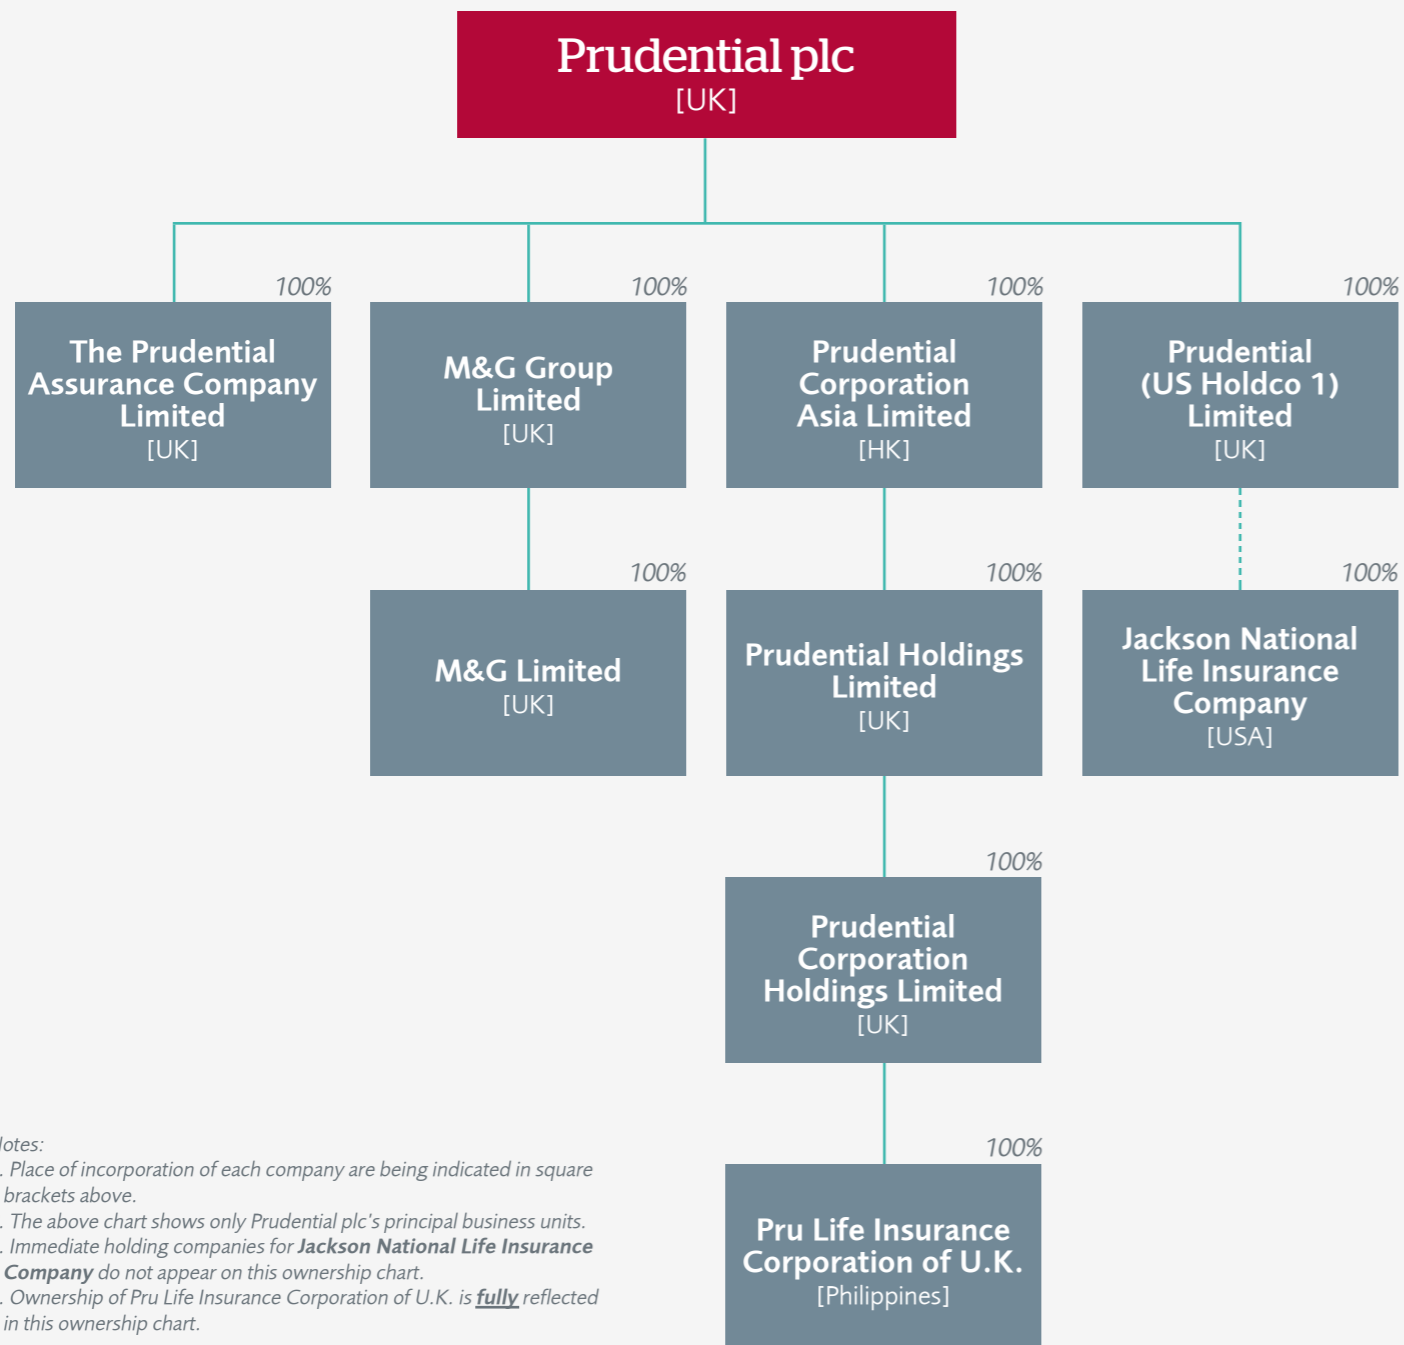 Prudential plc
[UK]
100%
100%
100%
100%
The Prudential
Assurance Company
Limited
[UK]
M&G Group
Limited
[UK]
Prudential
Corporation
Asia Limited
[HK]
Prudential
(US Holdco 1)
Limited
[UK]
100%
100%
100%
M&G Limited
[UK]
Prudential Holdings
Limited
[UK]
Jackson National
Life Insurance
Company
[USA]
100%
Prudential
Corporation
Holdings Limited
[UK]
100%
Pru Life Insurance
Corporation of U.K.
[Philippines]
lotes:
. Place of incorporation of each company are being indicated in square
brackets above.
. The above chart shows only Prudential plc's principal business units.
. Immediate holding companies for Jackson National Life Insurance
Company do not appear on this ownership chart.
. Ownership of Pru Life Insurance Corporation of U.K. is fully reflected
in this ownership chart.